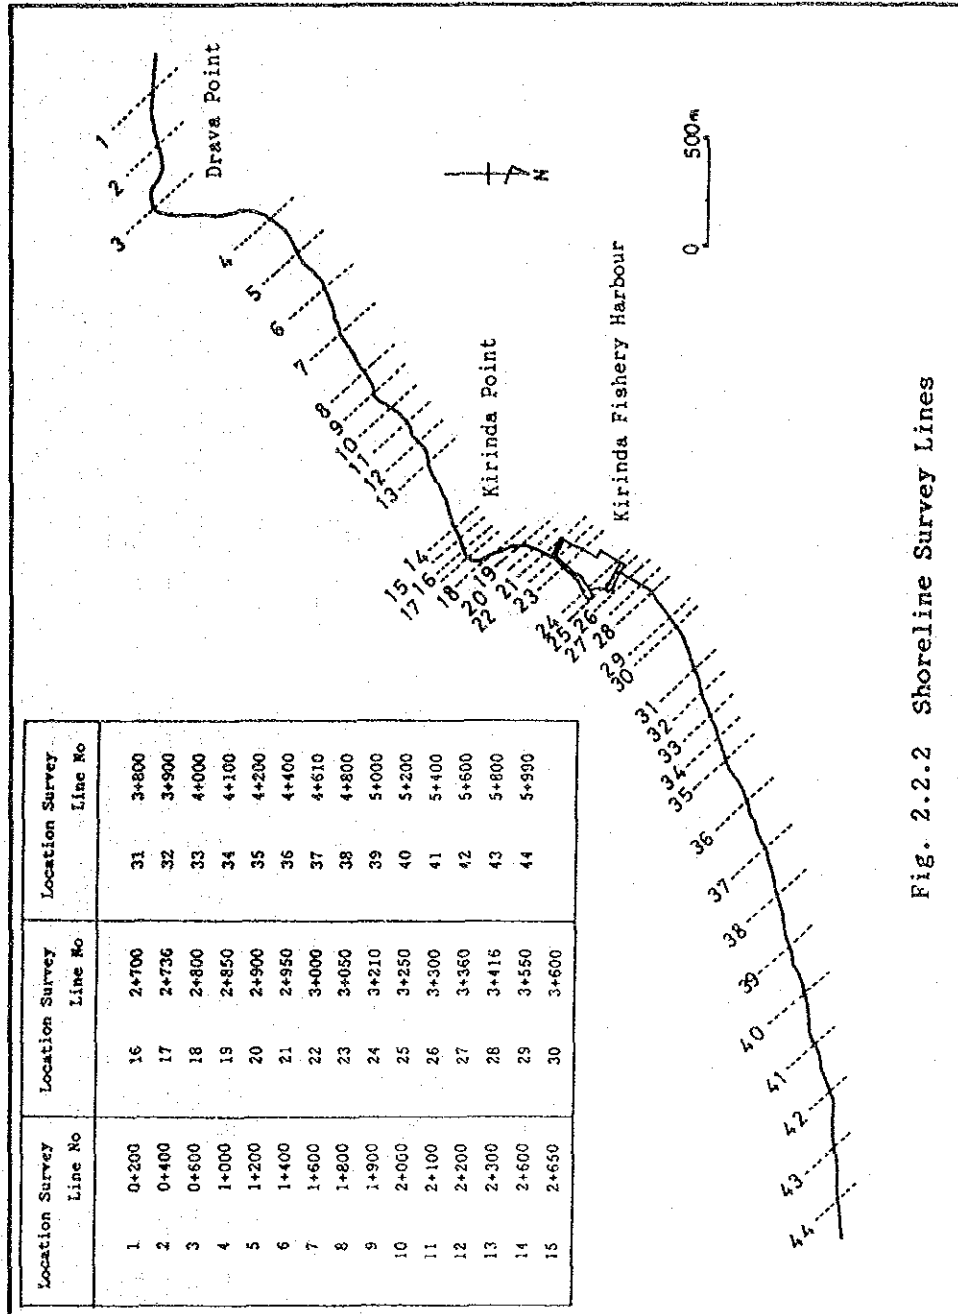 Location Survey Line No Location Survey Line No Location Survey Line No
1 0+200 16 2+700 31 3+800
2 0+400 17 2+736 32 3+900
3 0+600 18 2+800 33 4+000
4 1+000 19 2+850 34 4+100
5 1+200 20 2+900 35 4+200
6 1+400 21 2+950 36 4+400
7 1+600 22 3+000 37 4+610
8 1+800 23 3+050 38 4+800
9 1+900 24 3+210 39 5+000
10 2+000 25 3+250 40 5+200
11 2+100 26 3+300 41 5+400
12 2+200 27 3+360 42 5+600
13 2+300 28 3+416 43 5+800
14 2+600 29 3+550 44 5+990
15 2+650 30 3+600
1
2
3
Drava Point
4
5
6
7
8
9
10
11
12
13
N
0 500m
14
15
16
17
Kirinda Point
18
19
20
21
22
23
Kirinda Fishery Harbour
24
25
26
27
28
29
30
31
32
33
34
35
36
37
38
39
40
41
42
43
44
Fig. 2.2.2 Shoreline Survey Lines